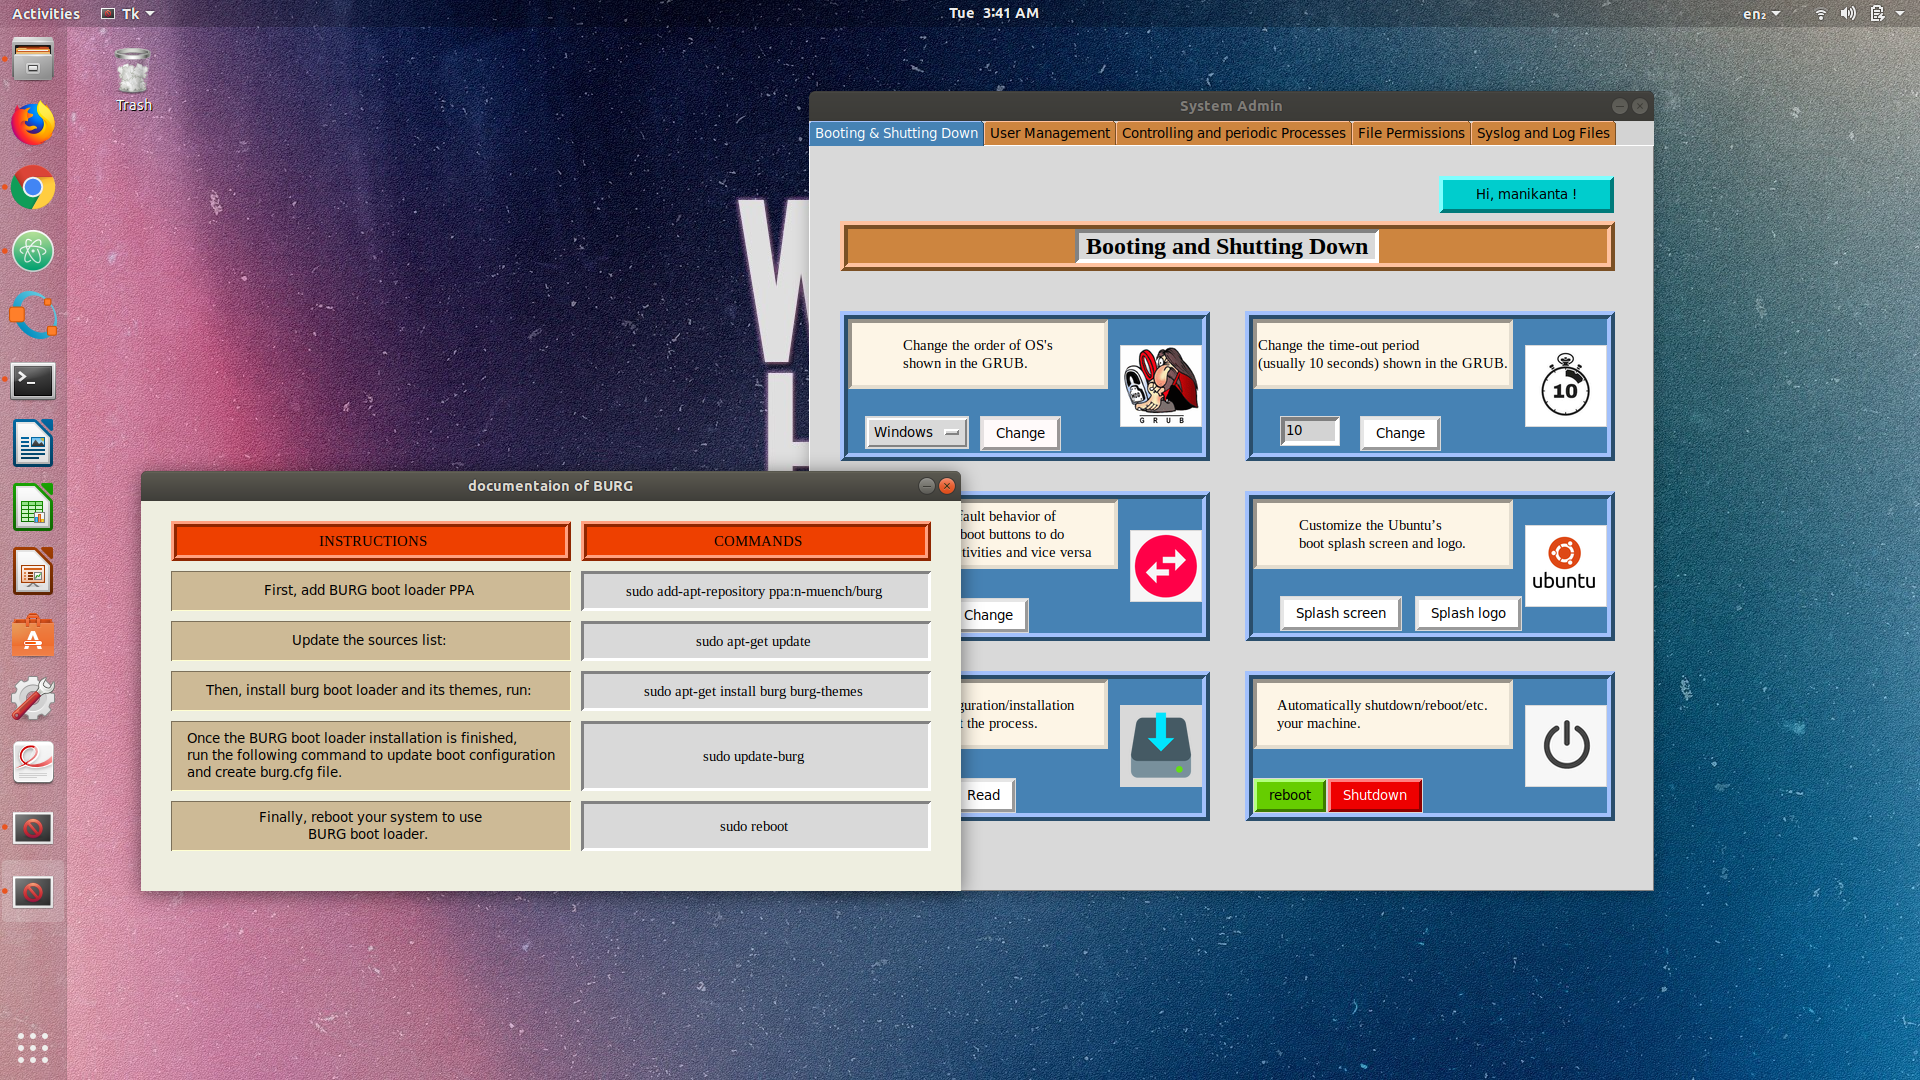 Activities
Tk
Tue 3:41 AM
en₂
Trash
W
System Admin
Booting & Shutting Down
User Management
Controlling and periodic Processes
File Permissions
Syslog and Log Files
Hi, manikanta !
Booting and Shutting Down
Change the order of OS's
shown in the GRUB.
GRUB
Windows
Change
Change the time-out period
(usually 10 seconds) shown in the GRUB.
10
10
Change
fault behavior of
boot buttons to do
tivities and vice versa
Change
Customize the Ubuntu’s
boot splash screen and logo.
ubuntu
Splash screen
Splash logo
guration/installation
t the process.
Read
Automatically shutdown/reboot/etc.
your machine.
reboot
Shutdown
documentaion of BURG
INSTRUCTIONS
COMMANDS
First, add BURG boot loader PPA
sudo add-apt-repository ppa:n-muench/burg
Update the sources list:
sudo apt-get update
Then, install burg boot loader and its themes, run:
sudo apt-get install burg burg-themes
Once the BURG boot loader installation is finished,
run the following command to update boot configuration
and create burg.cfg file.
sudo update-burg
Finally, reboot your system to use
BURG boot loader.
sudo reboot